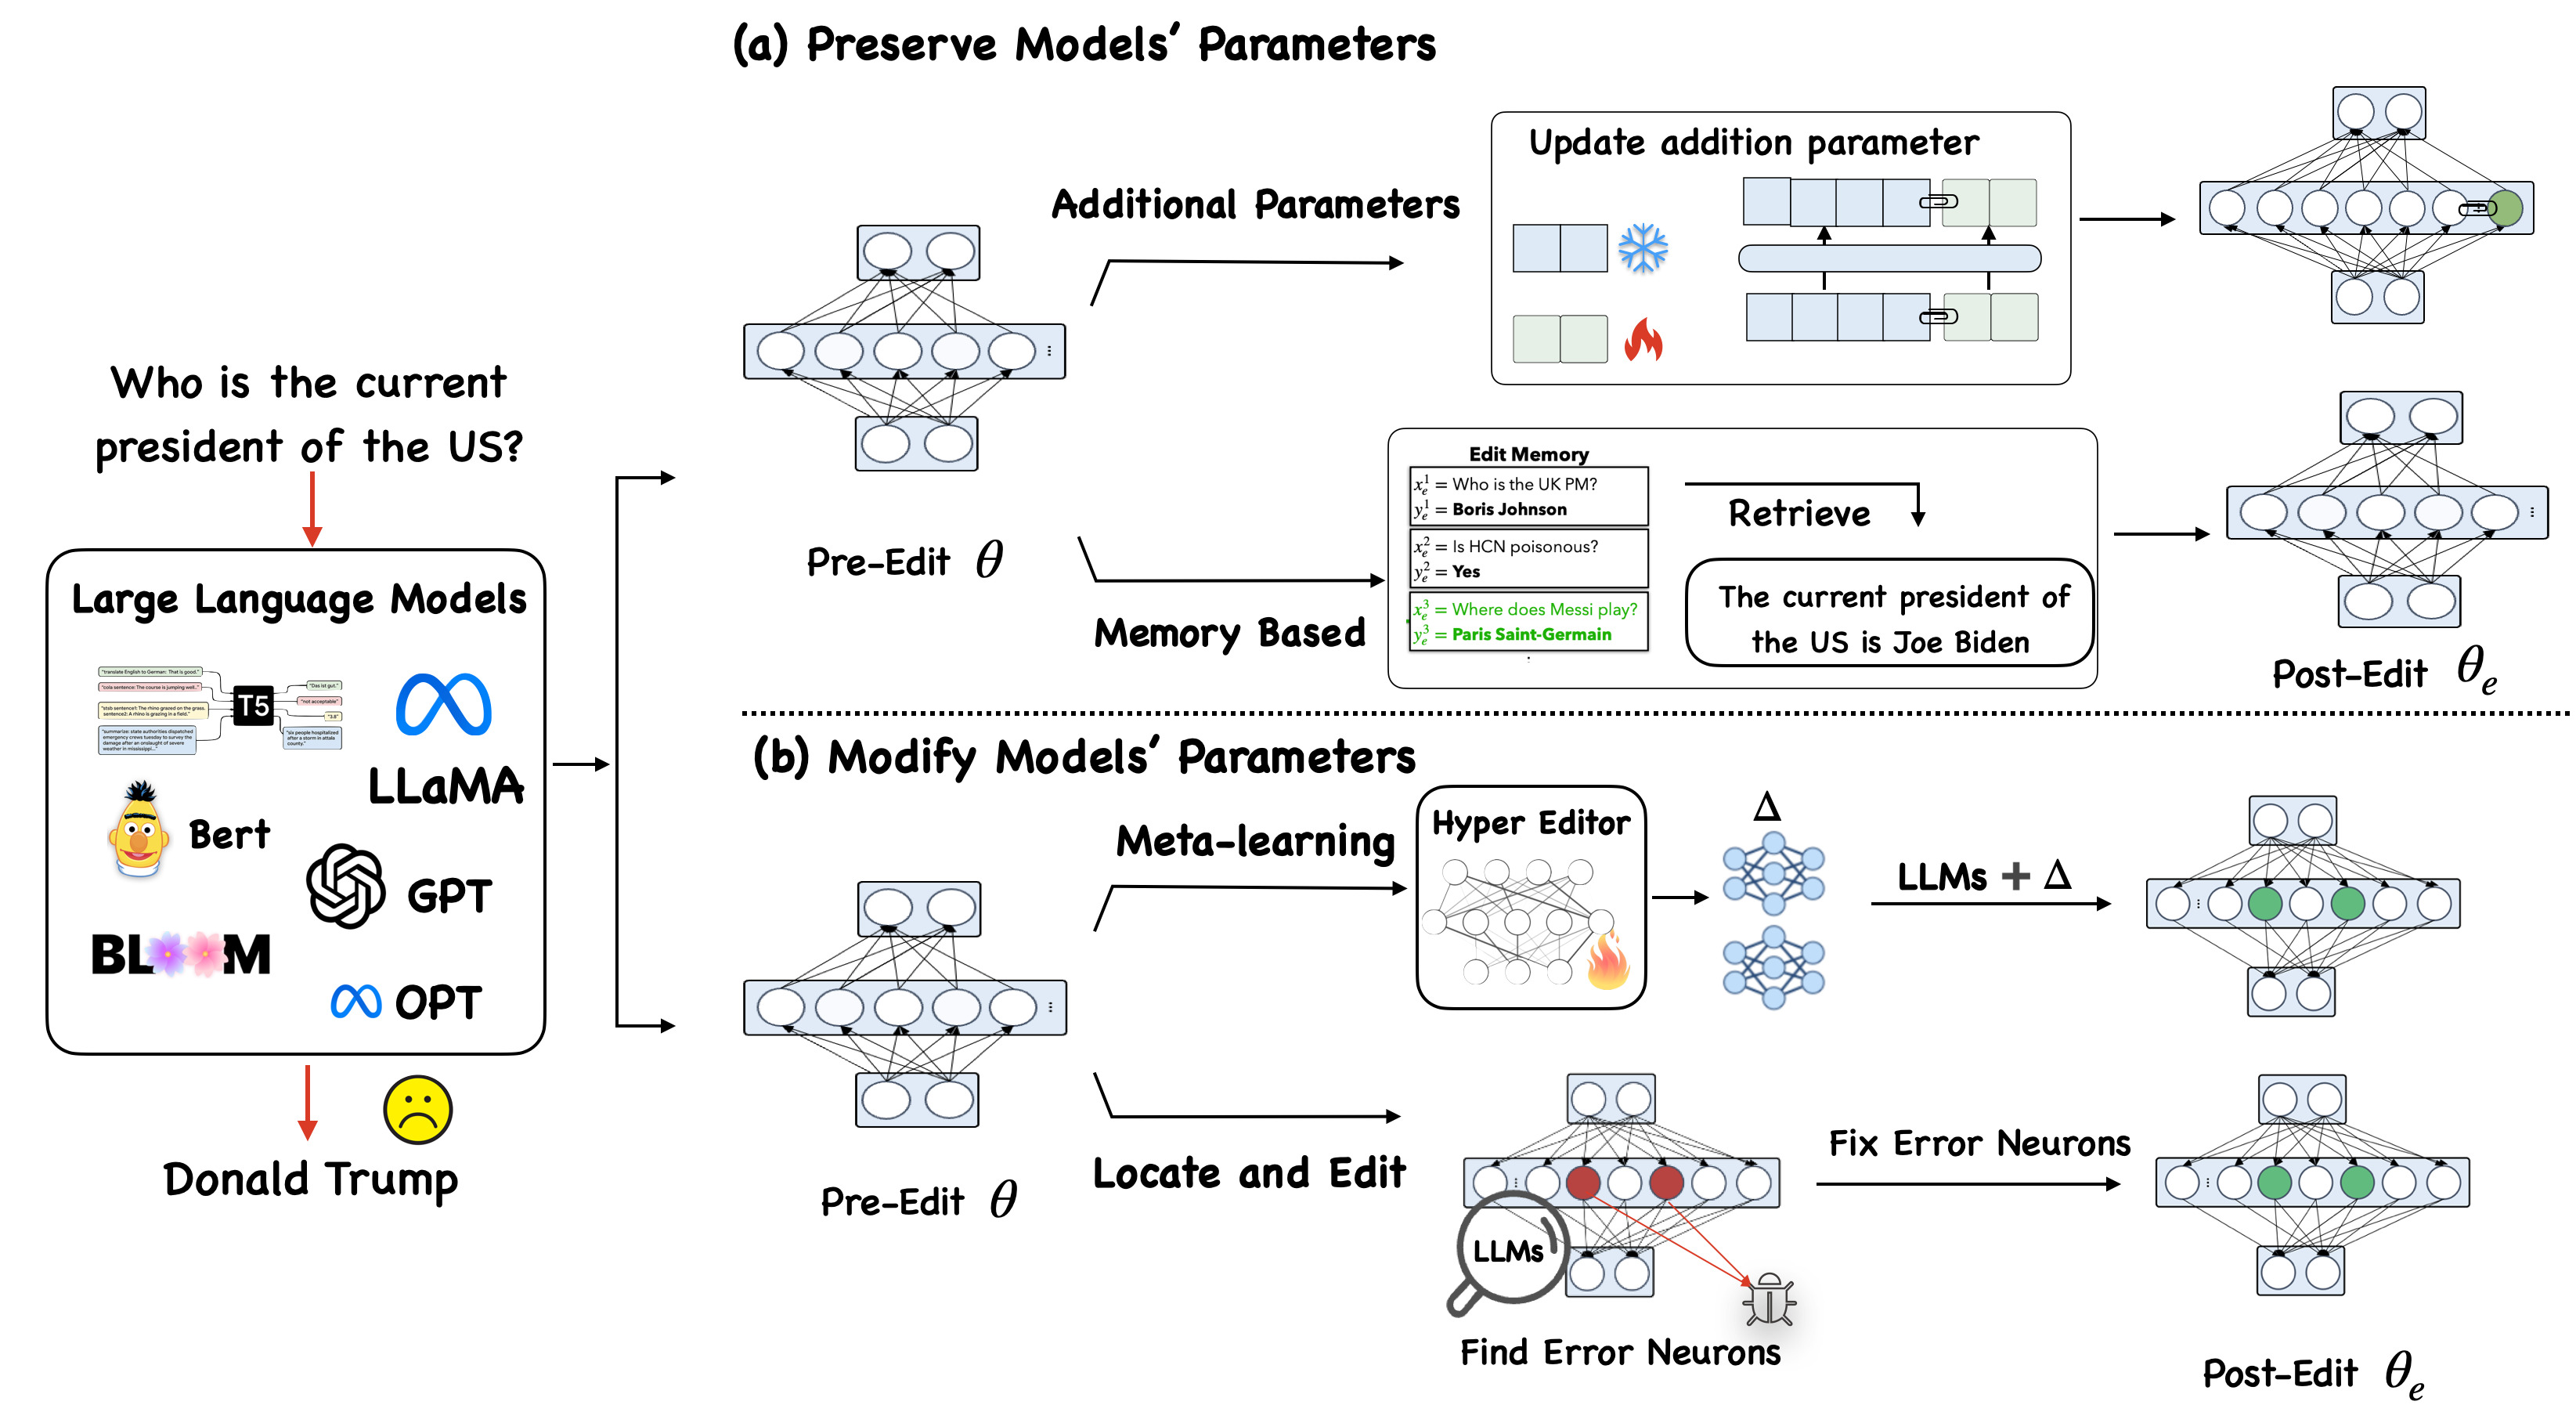 (a) Preserve Models' Parameters
Who is the current
president of the US?
Large Language Models
"translate English to German: That is good."
"cola sentence: The course is jumping well."
"stsb sentence1: The rhino grazed on the grass.
sentence2: A rhino is grazing in a field."
"summarize: state authorities dispatched
emergency crews tuesday to survey the
damage after an onslaught of severe
weather in mississippi..."
T5
"Das ist gut."
"not acceptable"
"3.8"
"six people hospitalized
after a storm in attala
county."
LLaMA
Bert
GPT
BLOOM
OPT
Donald Trump
Pre-Edit θ
Additional Parameters
Update addition parameter
Memory Based
Edit Memory
x_e^1 = Who is the UK PM?
y_e^1 = Boris Johnson
x_e^2 = Is HCN poisonous?
y_e^2 = Yes
x_e^3 = Where does Messi play?
y_e^3 = Paris Saint-Germain
Retrieve
The current president of
the US is Joe Biden
Post-Edit θ_e
(b) Modify Models' Parameters
Pre-Edit θ
Meta-learning
Hyper Editor
Δ
LLMs + Δ
Locate and Edit
LLMs
Find Error Neurons
Fix Error Neurons
Post-Edit θ_e